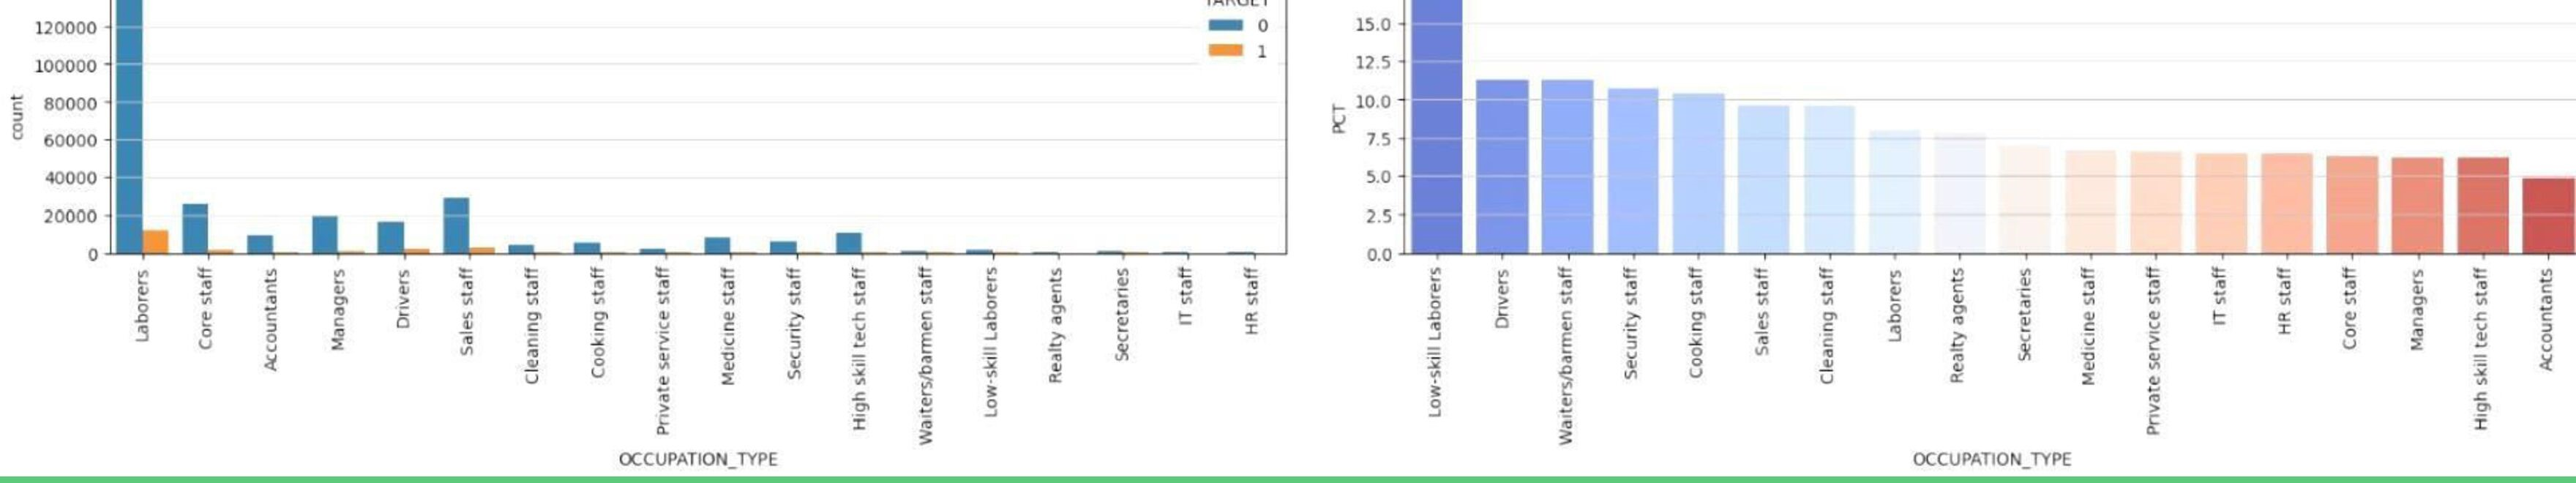 TARGET
0
1
120000
100000
80000
60000
40000
20000
0
count
Laborers
Core staff
Accountants
Managers
Drivers
Sales staff
Cleaning staff
Cooking staff
Private service staff
Medicine staff
Security staff
High skill tech staff
Waiters/barmen staff
Low-skill Laborers
Realty agents
Secretaries
IT staff
HR staff
OCCUPATION_TYPE
15.0
12.5
10.0
7.5
5.0
2.5
0.0
PCT
Low-skill Laborers
Drivers
Waiters/barmen staff
Security staff
Cooking staff
Sales staff
Cleaning staff
Laborers
Realty agents
Secretaries
Medicine staff
Private service staff
IT staff
HR staff
Core staff
Managers
High skill tech staff
Accountants
OCCUPATION_TYPE